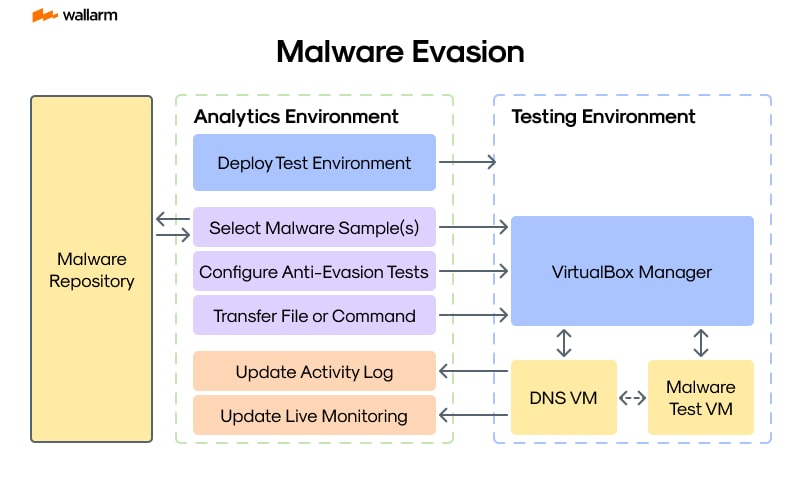 wallarm
Malware Evasion
Malware
Repository
Analytics Environment
Deploy Test Environment
Select Malware Sample(s)
Configure Anti-Evasion Tests
Transfer File or Command
Update Activity Log
Update Live Monitoring
Testing Environment
VirtualBox Manager
DNS VM
Malware
Test VM